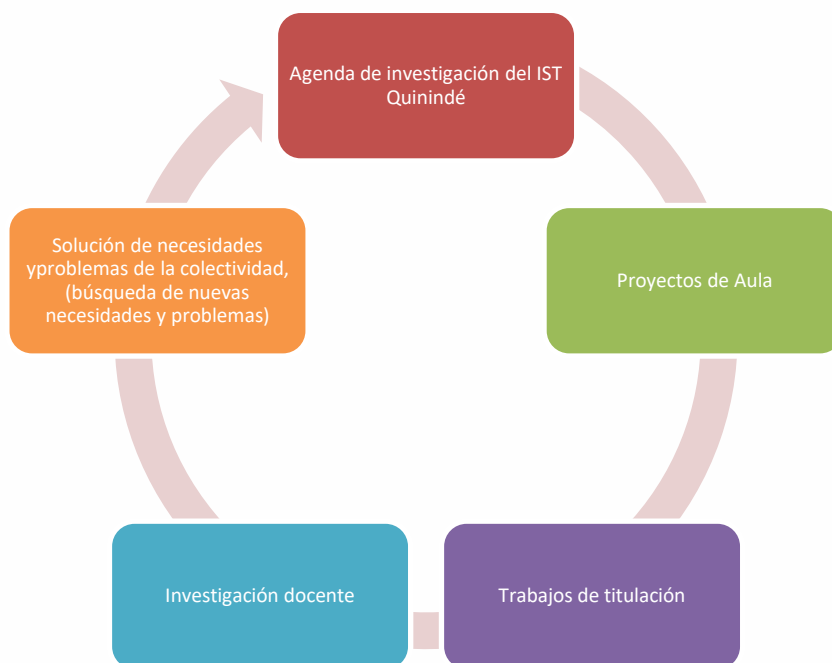 Agenda de investigación del IST
Quinindé
Proyectos de Aula
Trabajos de titulación
Investigación docente
Solución de necesidades
yproblemas de la colectividad,
(búsqueda de nuevas
necesidades y problemas)